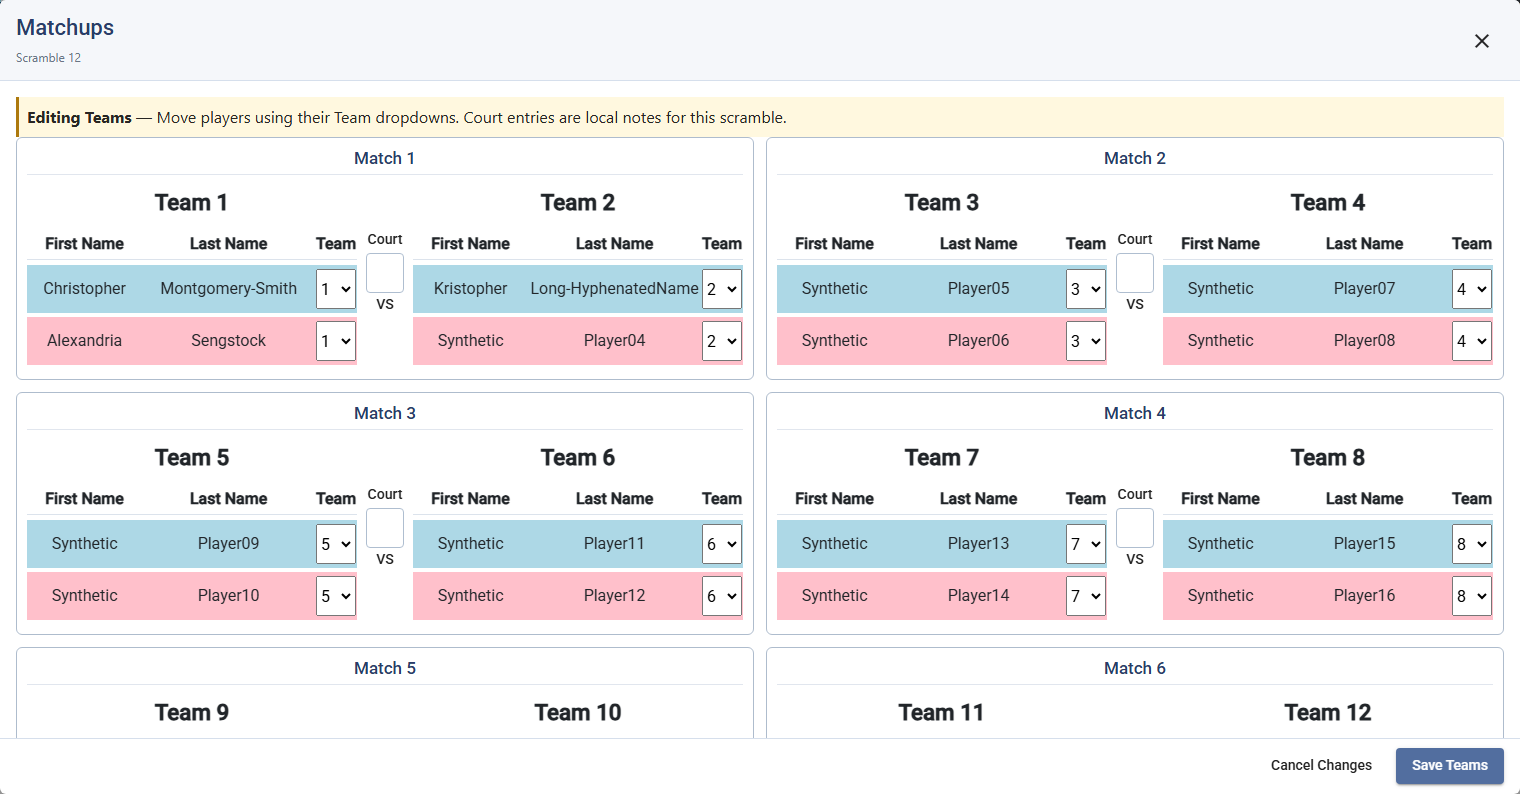 Matchups
Scramble 12
Editing Teams — Move players using their Team dropdowns. Court entries are local notes for this scramble.
Match 1
Team 1
First Name Last Name Team
Christopher Montgomery-Smith 1
Alexandria Sengstock 1
Court
VS
Team 2
First Name Last Name Team
Kristopher Long-HyphenatedName 2
Synthetic Player04 2
Match 2
Team 3
First Name Last Name Team
Synthetic Player05 3
Synthetic Player06 3
Court
VS
Team 4
First Name Last Name Team
Synthetic Player07 4
Synthetic Player08 4
Match 3
Team 5
First Name Last Name Team
Synthetic Player09 5
Synthetic Player10 5
Court
VS
Team 6
First Name Last Name Team
Synthetic Player11 6
Synthetic Player12 6
Match 4
Team 7
First Name Last Name Team
Synthetic Player13 7
Synthetic Player14 7
Court
VS
Team 8
First Name Last Name Team
Synthetic Player15 8
Synthetic Player16 8
Match 5
Team 9
Team 10
Match 6
Team 11
Team 12
Cancel Changes
Save Teams